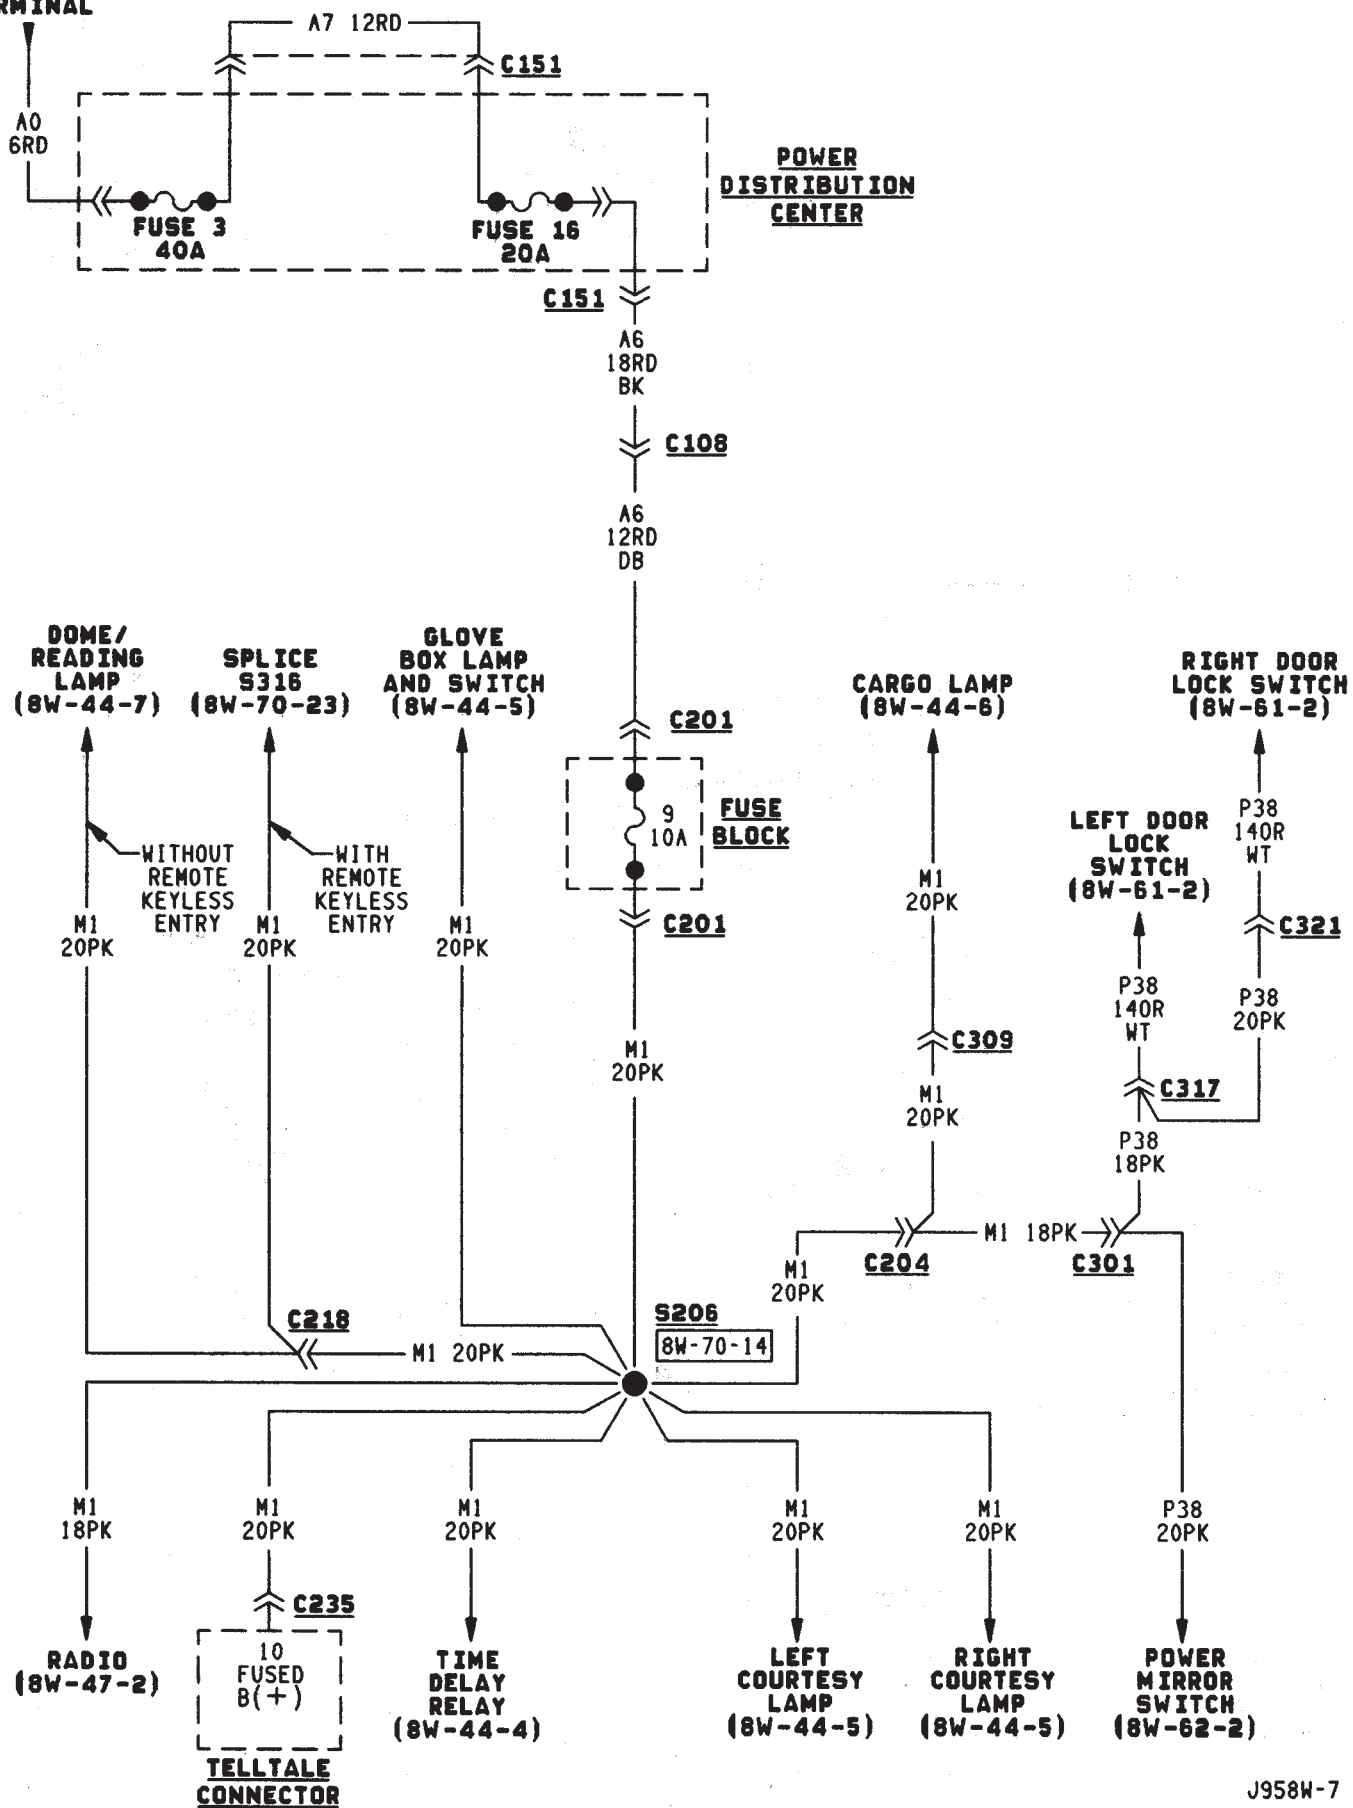 RMINAL
A7 12RD
C151
A0
6RD
POWER
DISTRIBUTION
CENTER
FUSE 3
40A
FUSE 16
20A
C151
A6
18RD
BK
C108
A6
12RD
DB
DOME/
READING
LAMP
(8W-44-7)
SPLICE
S316
(8W-70-23)
GLOVE
BOX LAMP
AND SWITCH
(8W-44-5)
C201
CARGO LAMP
(8W-44-6)
RIGHT DOOR
LOCK SWITCH
(8W-61-2)
9
10A
FUSE
BLOCK
LEFT DOOR
LOCK
SWITCH
(8W-61-2)
P38
14OR
WT
WITHOUT
REMOTE
KEYLESS
ENTRY
WITH
REMOTE
KEYLESS
ENTRY
M1
20PK
M1
20PK
M1
20PK
C201
M1
20PK
C321
P38
14OR
WT
P38
20PK
M1
20PK
C309
M1
20PK
C317
P38
18PK
M1 18PK
C204
C301
M1
20PK
C218
S206
8W-70-14
M1 20PK
M1
18PK
M1
20PK
M1
20PK
M1
20PK
M1
20PK
P38
20PK
C235
RADIO
(8W-47-2)
10
FUSED
B(+)
TIME
DELAY
RELAY
(8W-44-4)
LEFT
COURTESY
LAMP
(8W-44-5)
RIGHT
COURTESY
LAMP
(8W-44-5)
POWER
MIRROR
SWITCH
(8W-62-2)
TELLTALE
CONNECTOR
J958W-7